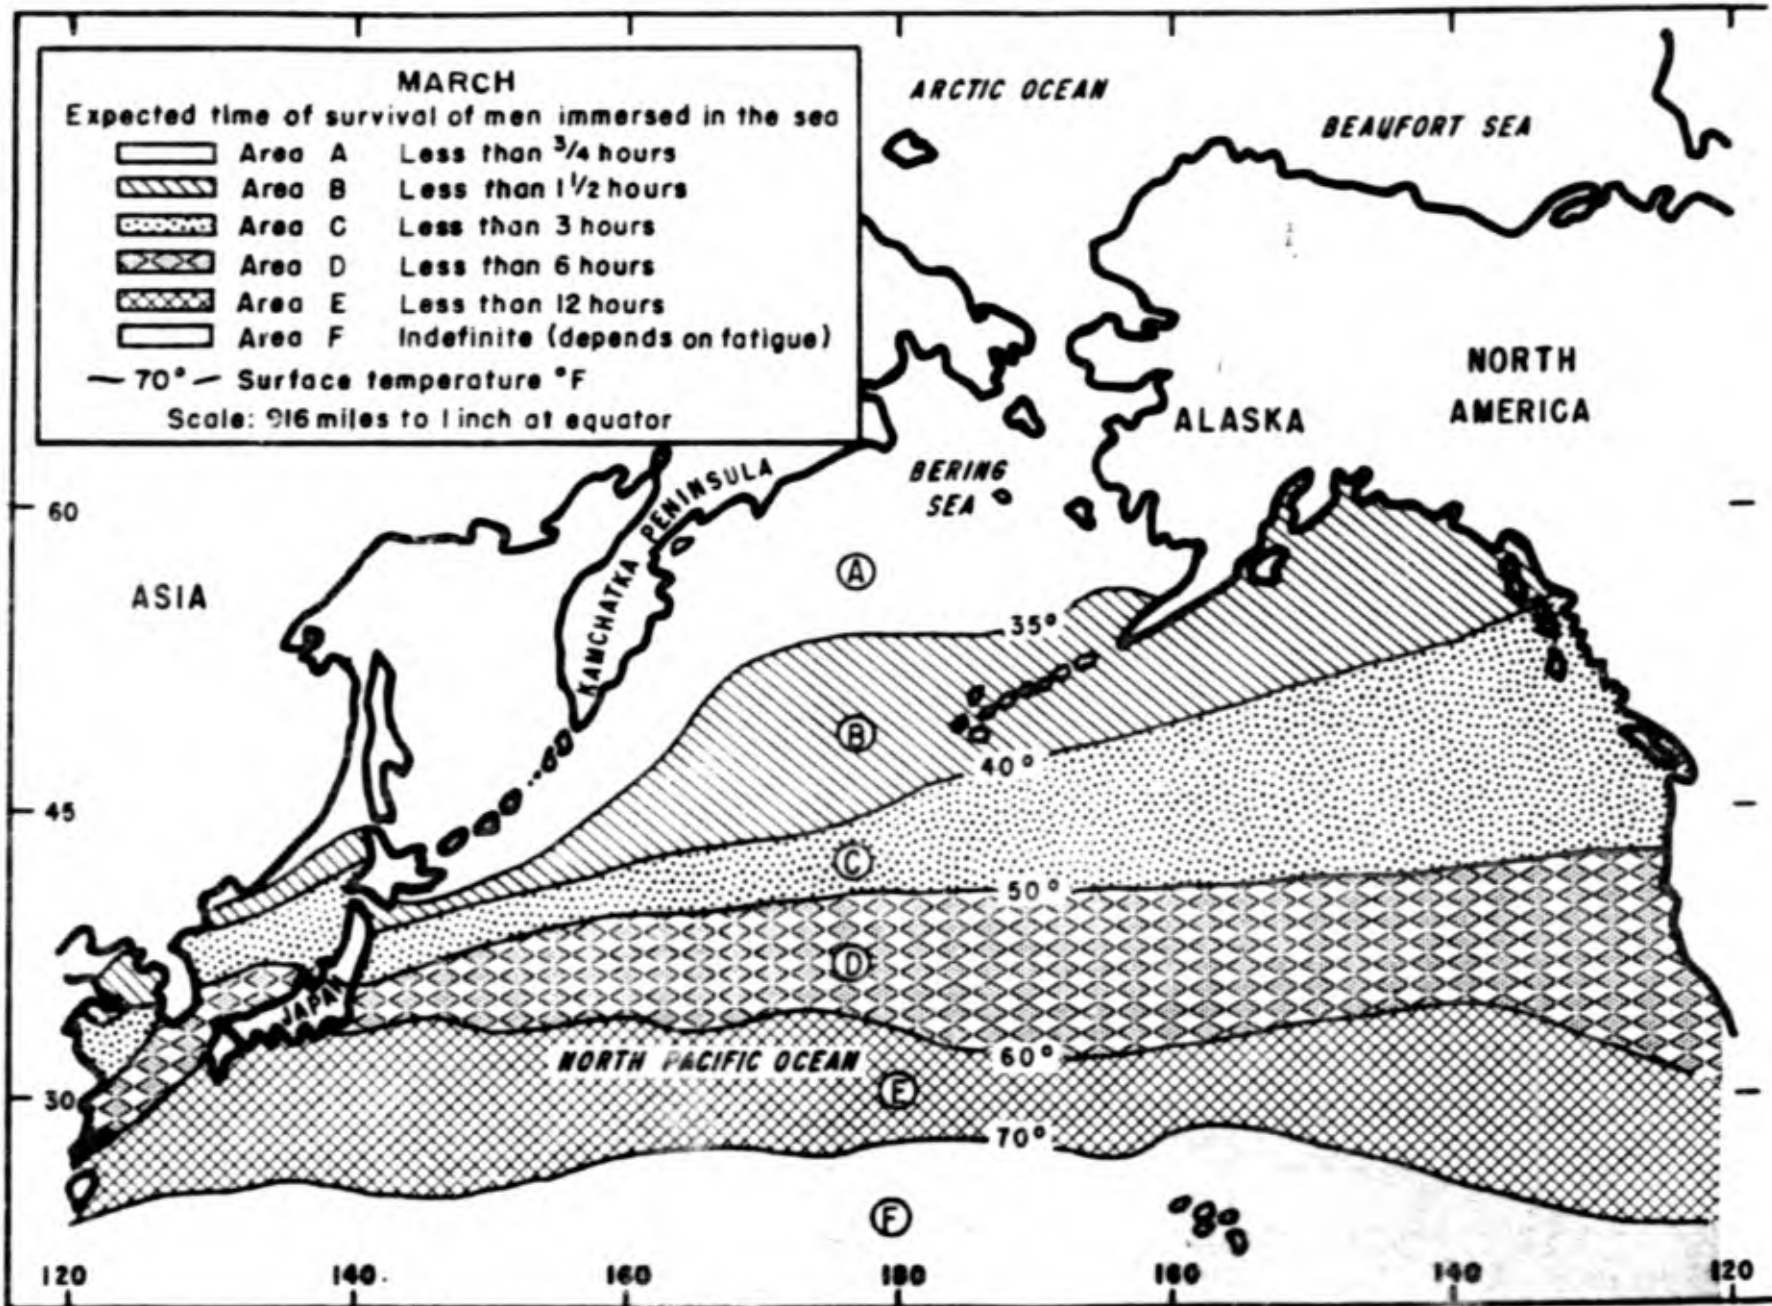 MARCH
Expected time of survival of men immersed in the sea
Area A Less than 3/4 hours
Area B Less than 1 1/2 hours
Area C Less than 3 hours
Area D Less than 6 hours
Area E Less than 12 hours
Area F Indefinite (depends on fatigue)
70° Surface temperature °F
Scale: 916 miles to 1 inch at equator
ARCTIC OCEAN
BEAUFORT SEA
NORTH
AMERICA
ALASKA
BERING
SEA
KAMCHATKA PENINSULA
ASIA
60
A
35°
B
40°
45
C
50°
D
JAPAN
NORTH PACIFIC OCEAN
60°
30
E
70°
F
120 140 160 180 160 140 120